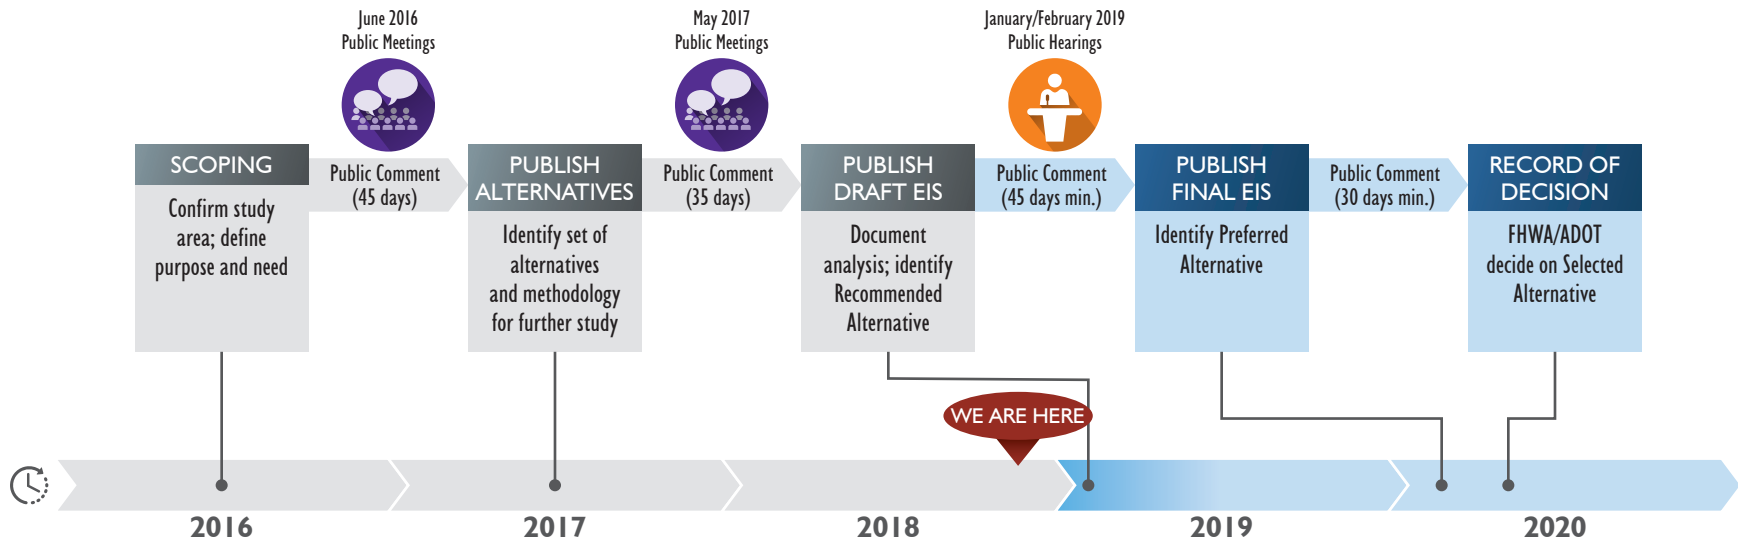 June 2016
Public Meetings
May 2017
Public Meetings
January/February 2019
Public Hearings
SCOPING
Confirm study
area; define
purpose and need
Public Comment
(45 days)
PUBLISH
ALTERNATIVES
Identify set of
alternatives
and methodology
for further study
Public Comment
(35 days)
PUBLISH
DRAFT EIS
Document
analysis; identify
Recommended
Alternative
Public Comment
(45 days min.)
PUBLISH
FINAL EIS
Identify Preferred
Alternative
Public Comment
(30 days min.)
RECORD OF
DECISION
FHWA/ADOT
decide on Selected
Alternative
WE ARE HERE
2016
2017
2018
2019
2020